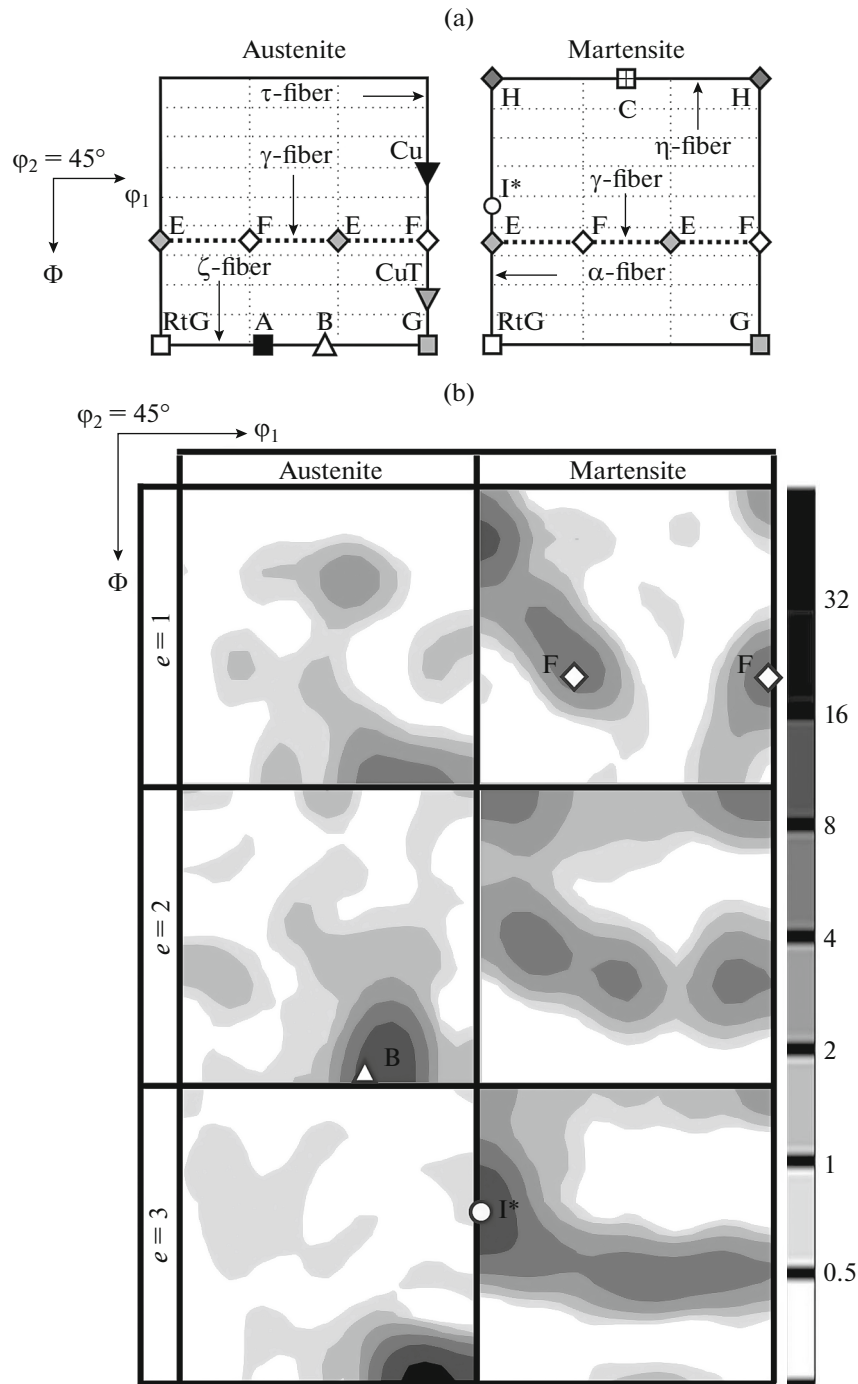 (a)
Austenite
Martensite
τ-fiber
H
C
H
η-fiber
φ2 = 45°
φ1
Φ
γ-fiber
Cu
γ-fiber
I*
E
F
E
F
E
F
E
F
ζ-fiber
CuT
α-fiber
RtG
A
B
G
RtG
G
(b)
φ2 = 45°
φ1
Φ
Austenite
Martensite
e = 1
F
F
32
16
8
e = 2
B
4
2
1
e = 3
I*
0.5